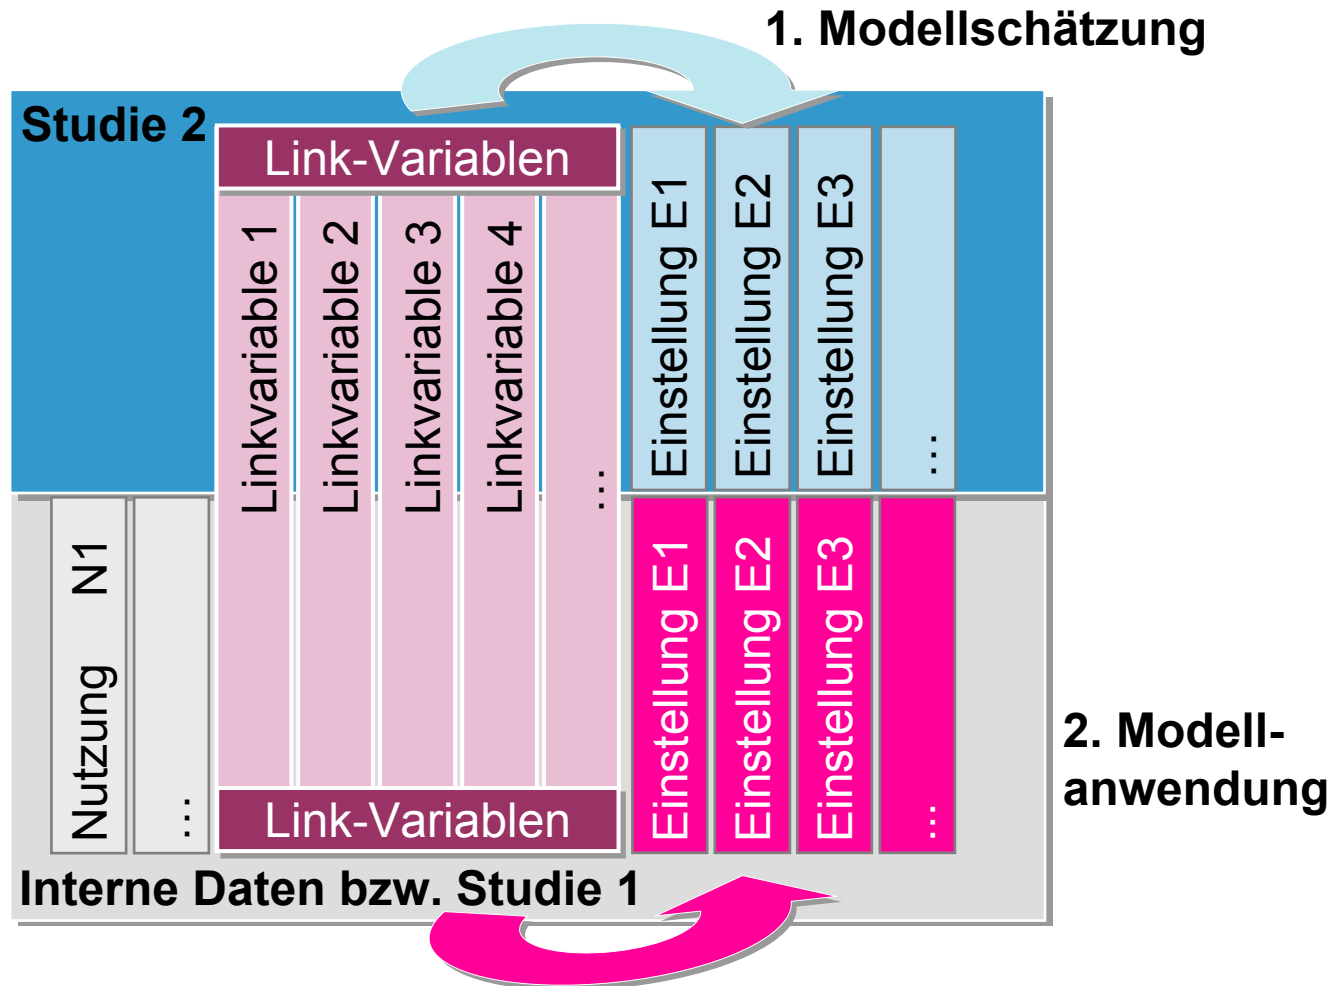 1. Modellschätzung
Studie 2
Link-Variablen
Linkvariable 1
Linkvariable 2
Linkvariable 3
Linkvariable 4
...
Einstellung E1
Einstellung E2
Einstellung E3
...
Nutzung N1
...
Einstellung E1
Einstellung E2
Einstellung E3
...
2. Modell-
anwendung
Link-Variablen
Interne Daten bzw. Studie 1